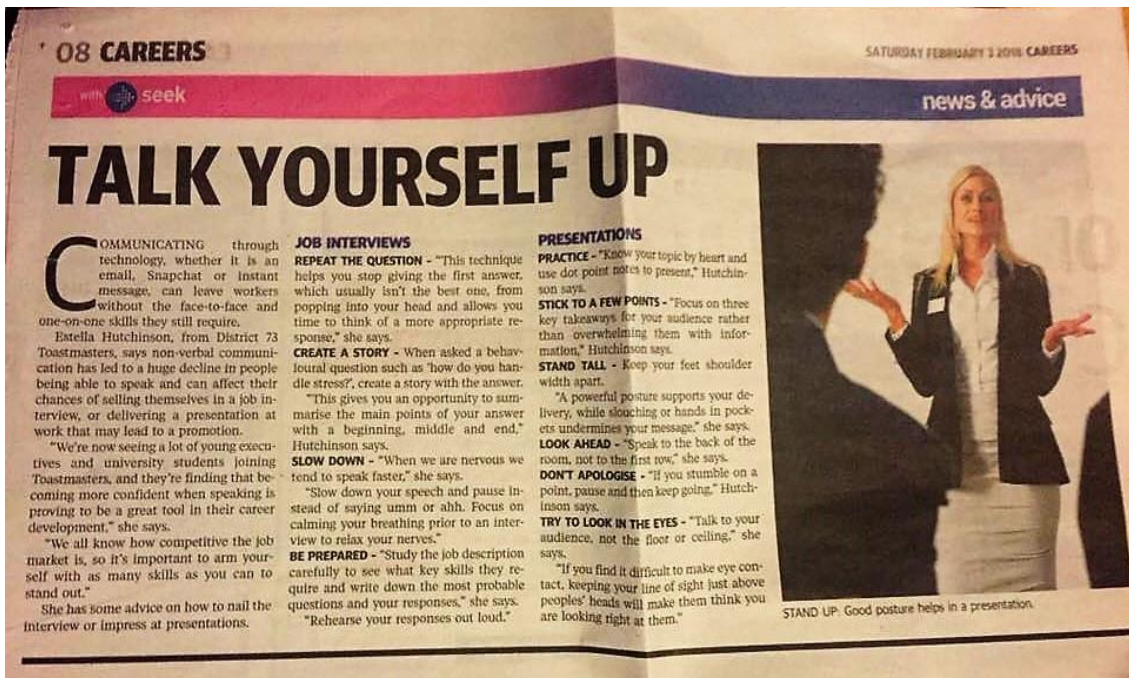 08 CAREERS
SATURDAY FEBRUARY 3 2018 CAREERS
with seek
news & advice
TALK YOURSELF UP
COMMUNICATING through
technology, whether it is an
email, Snapchat or instant
message, can leave workers
without the face-to-face and
one-on-one skills they still require.
Estella Hutchinson, from District 73
Toastmasters, says non-verbal communi-
cation has led to a huge decline in people
being able to speak and can affect their
chances of selling themselves in a job in-
terview, or delivering a presentation at
work that may lead to a promotion.
"We're now seeing a lot of young execu-
tives and university students joining
Toastmasters, and they're finding that be-
coming more confident when speaking is
proving to be a great tool in their career
development," she says.
"We all know how competitive the job
market is, so it's important to arm your-
self with as many skills as you can to
stand out."
She has some advice on how to nail the
interview or impress at presentations.
JOB INTERVIEWS
REPEAT THE QUESTION - "This technique
helps you stop giving the first answer,
which usually isn't the best one, from
popping into your head and allows you
time to think of a more appropriate re-
sponse," she says.
CREATE A STORY - When asked a behav-
ioural question such as 'how do you han-
dle stress?', create a story with the answer.
"This gives you an opportunity to sum-
marise the main points of your answer
with a beginning, middle and end,"
Hutchinson says.
SLOW DOWN - "When we are nervous we
tend to speak faster," she says.
"Slow down your speech and pause in-
stead of saying umm or ahh. Focus on
calming your breathing prior to an inter-
view to relax your nerves."
BE PREPARED - "Study the job description
carefully to see what key skills they re-
quire and write down the most probable
questions and your responses," she says.
"Rehearse your responses out loud."
PRESENTATIONS
PRACTICE - "Know your topic by heart and
use dot point notes to present," Hutchin-
son says.
STICK TO A FEW POINTS - "Focus on three
key takeaways for your audience rather
than overwhelming them with infor-
mation," Hutchinson says.
STAND TALL - Keep your feet shoulder
width apart.
"A powerful posture supports your de-
livery, while slouching or hands in pock-
ets undermines your message," she says.
LOOK AHEAD - "Speak to the back of the
room, not to the first row," she says.
DON'T APOLOGISE - "If you stumble on a
point, pause and then keep going," Hutch-
inson says.
TRY TO LOOK IN THE EYES - "Talk to your
audience, not the floor or ceiling," she
says.
"If you find it difficult to make eye con-
tact, keeping your line of sight just above
peoples' heads will make them think you
are looking right at them."
STAND UP: Good posture helps in a presentation.